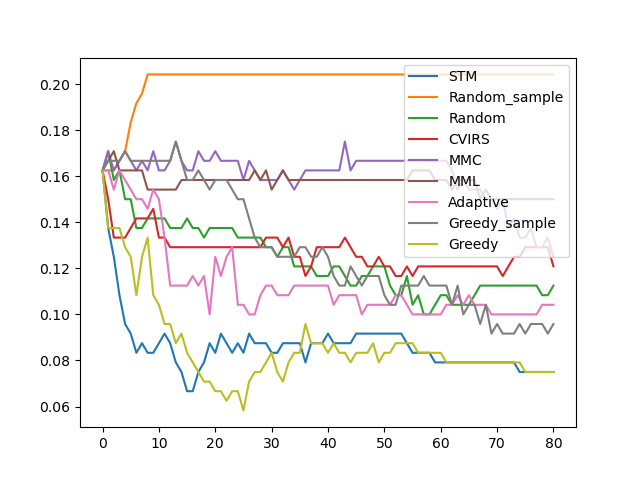 0.20
0.18
0.16
0.14
0.12
0.10
0.08
0.06
0 10 20 30 40 50 60 70 80
STM
Random_sample
Random
CVIRS
MMC
MML
Adaptive
Greedy_sample
Greedy